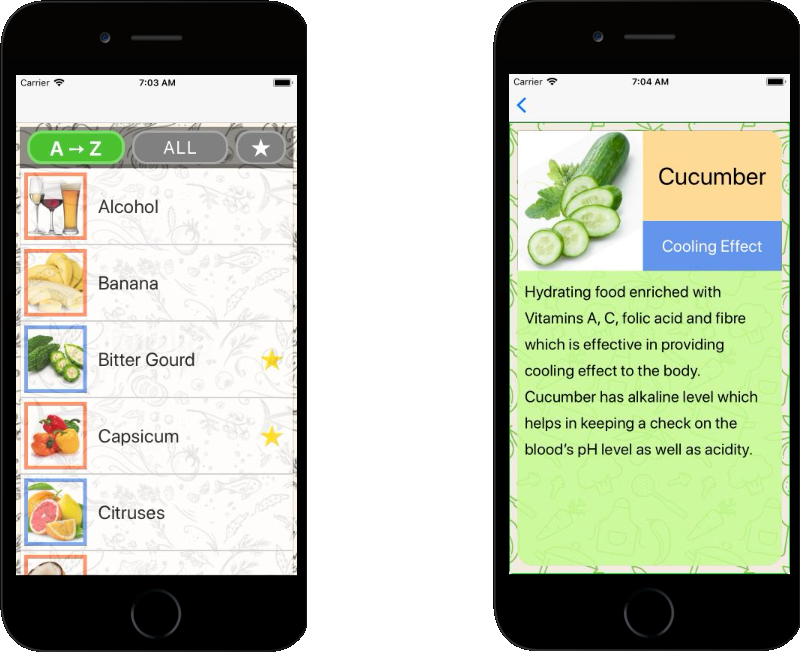 Carrier 7:03 AM
A→Z ALL ★
Alcohol
Banana
Bitter Gourd
Capsicum
Citruses
Carrier 7:04 AM
Cucumber
Cooling Effect
Hydrating food enriched with
Vitamins A, C, folic acid and fibre
which is effective in providing
cooling effect to the body.
Cucumber has alkaline level which
helps in keeping a check on the
blood's pH level as well as acidity.